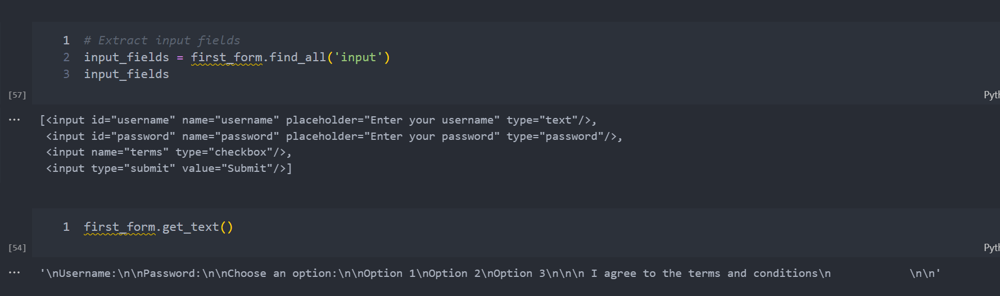 1 # Extract input fields
2 input_fields = first_form.find_all('input')
3 input_fields
[57]
Pyth
[<input id="username" name="username" placeholder="Enter your username" type="text"/>,
<input id="password" name="password" placeholder="Enter your password" type="password"/>,
<input name="terms" type="checkbox"/>,
<input type="submit" value="Submit"/>]
1 first_form.get_text()
[54]
Pyth
'\nUsername:\n\nPassword:\n\nChoose an option:\n\nOption 1\nOption 2\nOption 3\n\n\n I agree to the terms and conditions\n            \n\n'